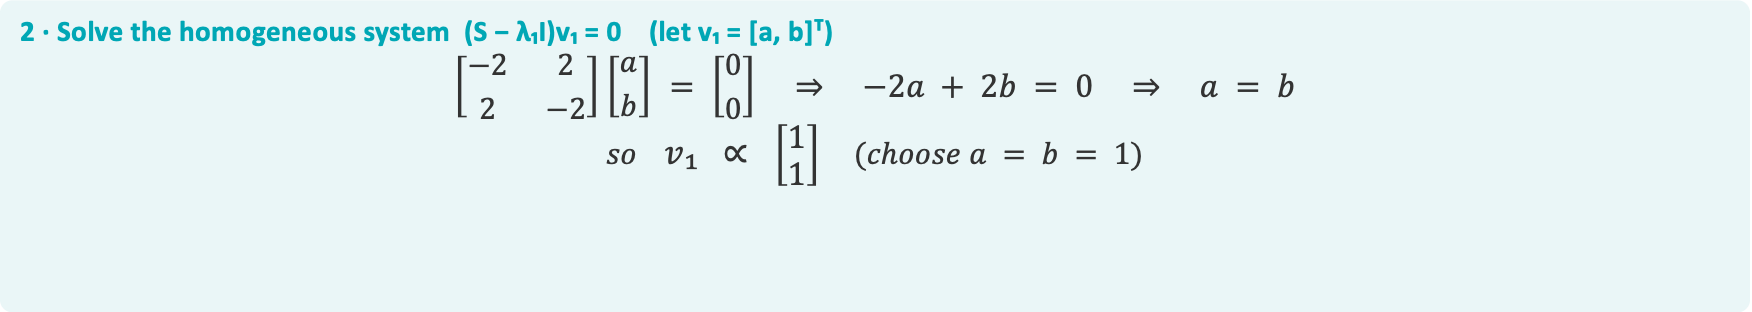 2 · Solve the homogeneous system (S − λ₁I)v₁ = 0 (let v₁ = [a, b]ᵀ)
[−2 2; 2 −2] [a; b] = [0; 0] ⇒ −2a + 2b = 0 ⇒ a = b
so v₁ ∝ [1; 1] (choose a = b = 1)